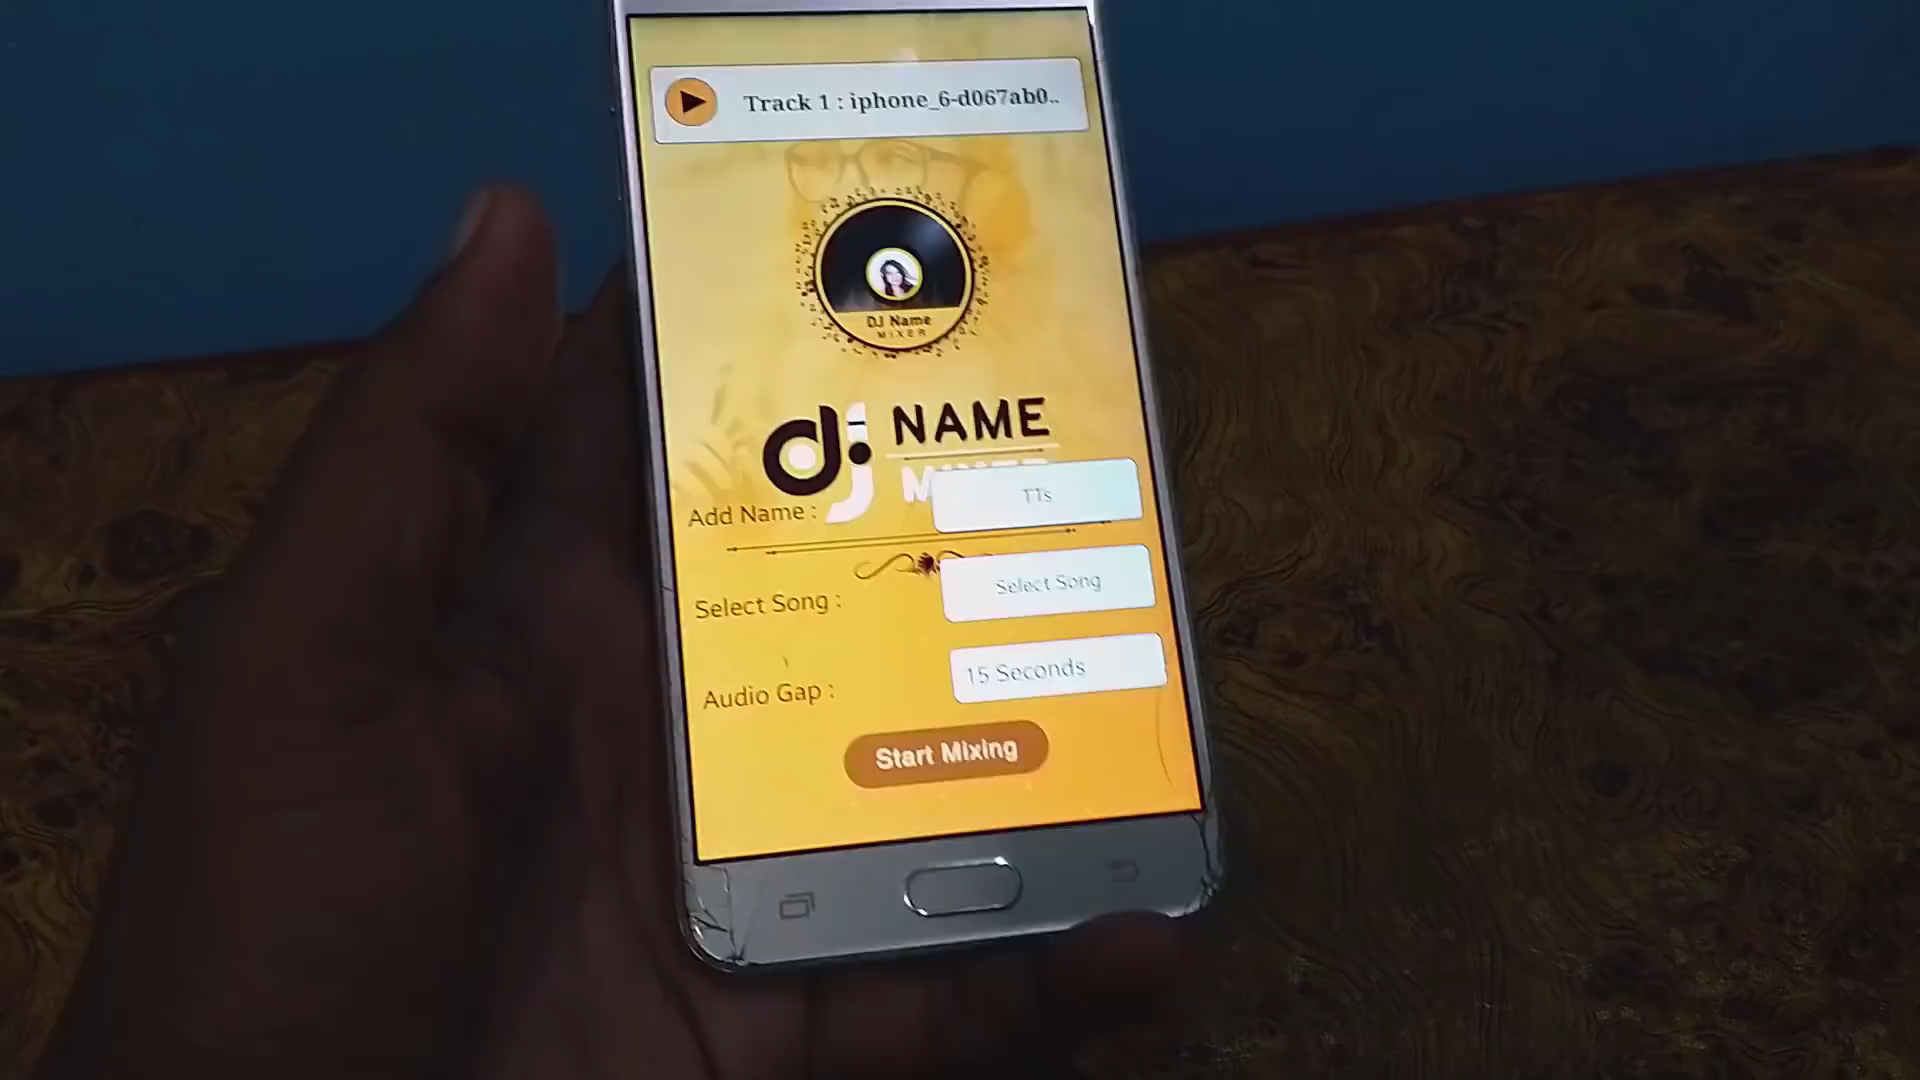 Track 1 : iphone_6-d067ab0..
DJ Name
MIXER
dj NAME
Add Name :
TTs
Select Song :
Select Song
Audio Gap :
15 Seconds
Start Mixing